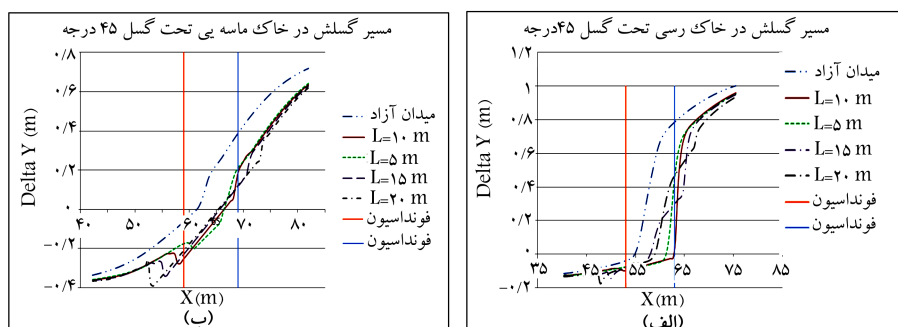 مسیر گسلش در خاک رسی تحت گسل ۴۵درجه
Delta Y (m)
۱/۲
۱
۰/۸
۰/۶
۰/۴
۰/۲
۰
-۰/۲
۳۵ ۴۵ ۵۵ ۶۵ ۷۵ ۸۵
X(m)
میدان آزاد
L=۱۰ m
L=۵ m
L=۱۵ m
L=۲۰ m
فونداسیون
فونداسیون
(الف)
مسیر گسلش در خاک ماسه یی تحت گسل ۴۵ درجه
Delta Y (m)
۰/۸
۰/۶
۰/۴
۰/۲
۰
-۰/۲
-۰/۴
۴۰ ۵۰ ۶۰ ۷۰ ۸۰
X(m)
میدان آزاد
L=۱۰ m
L=۵ m
L=۱۵ m
L=۲۰ m
فونداسیون
فونداسیون
(ب)